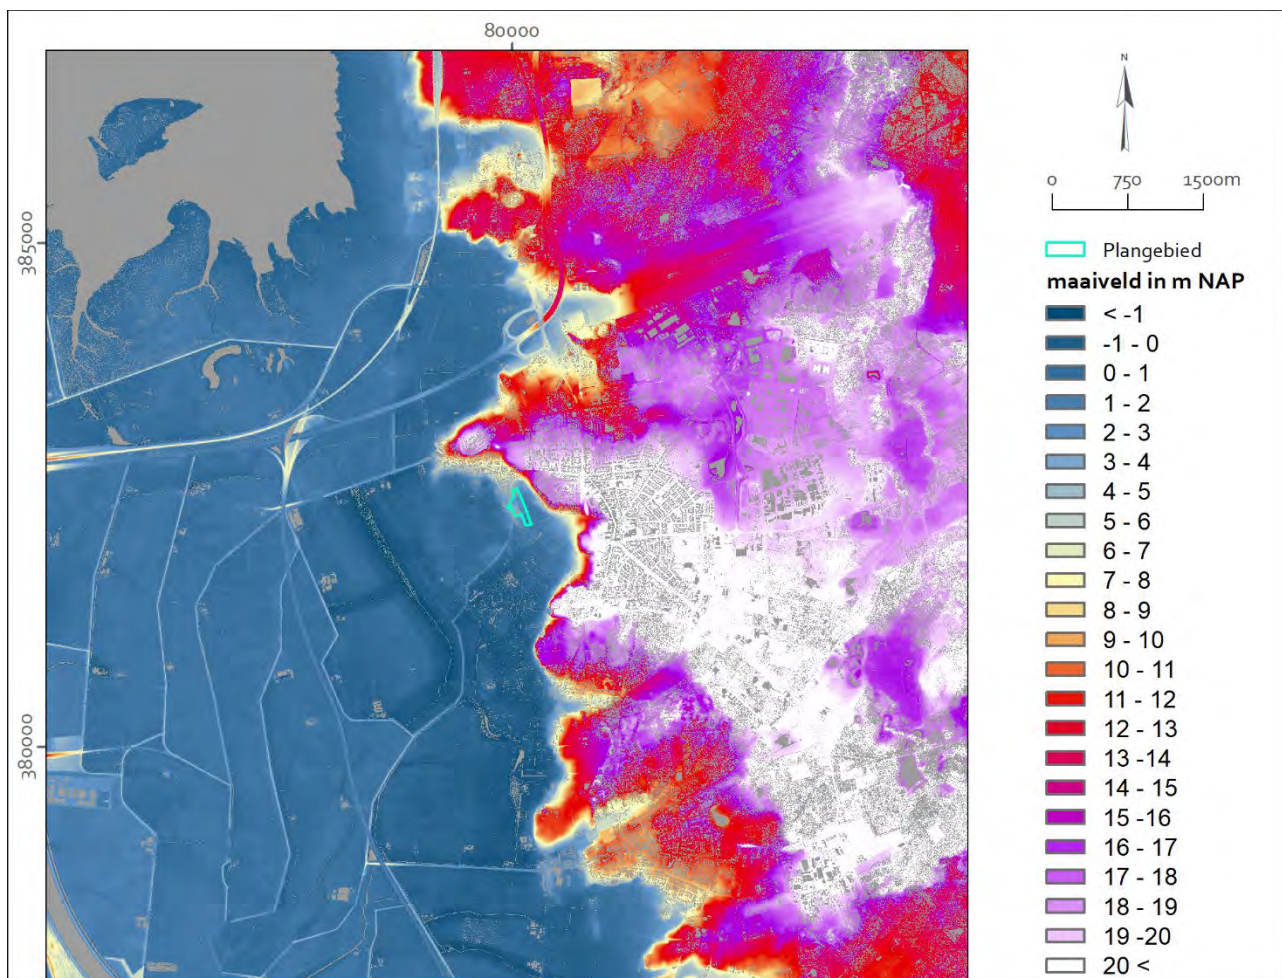 80000
385000
380000
N
0 750 1500m
Plangebied
maaiveld in m NAP
< -1
-1 - 0
0 - 1
1 - 2
2 - 3
3 - 4
4 - 5
5 - 6
6 - 7
7 - 8
8 - 9
9 - 10
10 - 11
11 - 12
12 - 13
13 -14
14 - 15
15 -16
16 - 17
17 - 18
18 - 19
19 -20
20 <